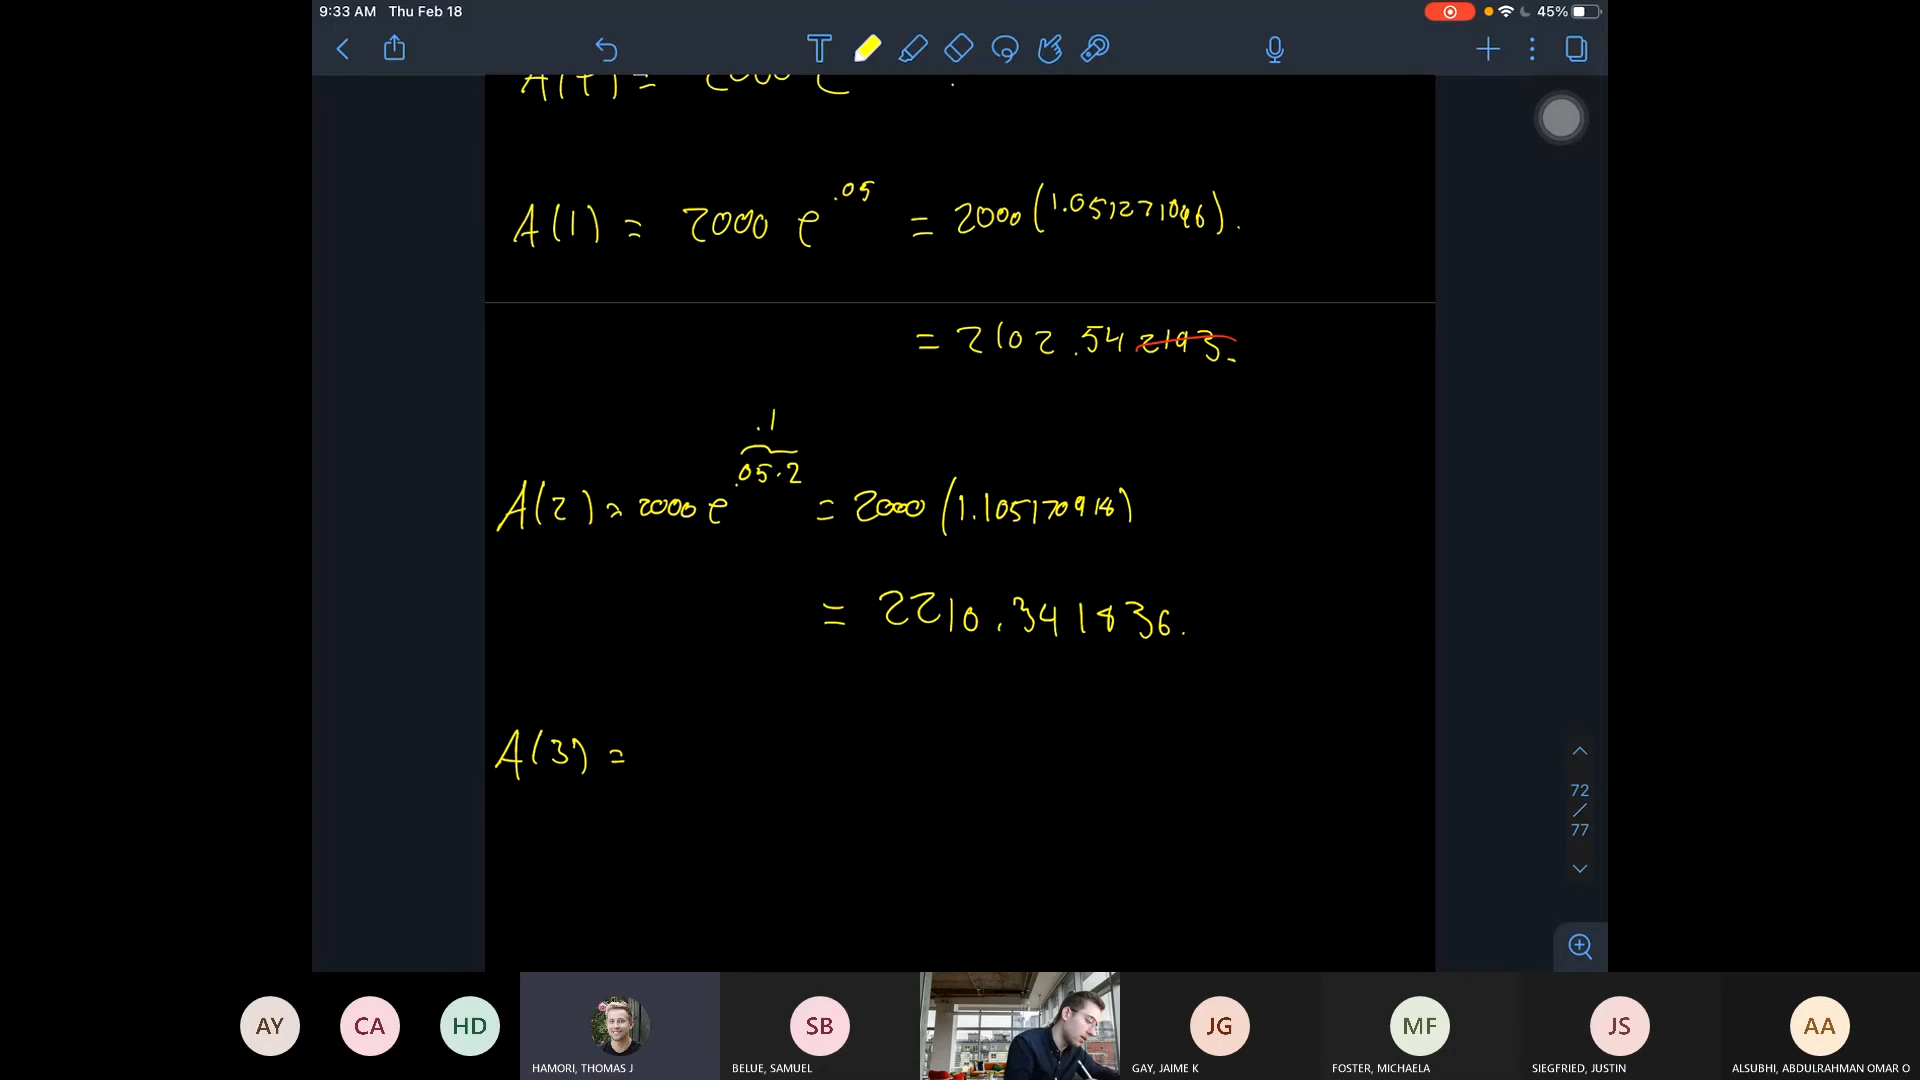 9:33 AM Thu Feb 18
45%
A(1) = 2000 e^.05 = 2000(1.051271096).
= 2102.54 2193.
.1
A(2) = 2000 e^.05·2 = 2000(1.105170918)
= 2210.341836.
A(3) =
72
/
77
AY CA HD SB JG MF JS AA
HAMORI, THOMAS J BELUE, SAMUEL GAY, JAIME K FOSTER, MICHAELA SIEGFRIED, JUSTIN ALSUBHI, ABDULRAHMAN OMAR O